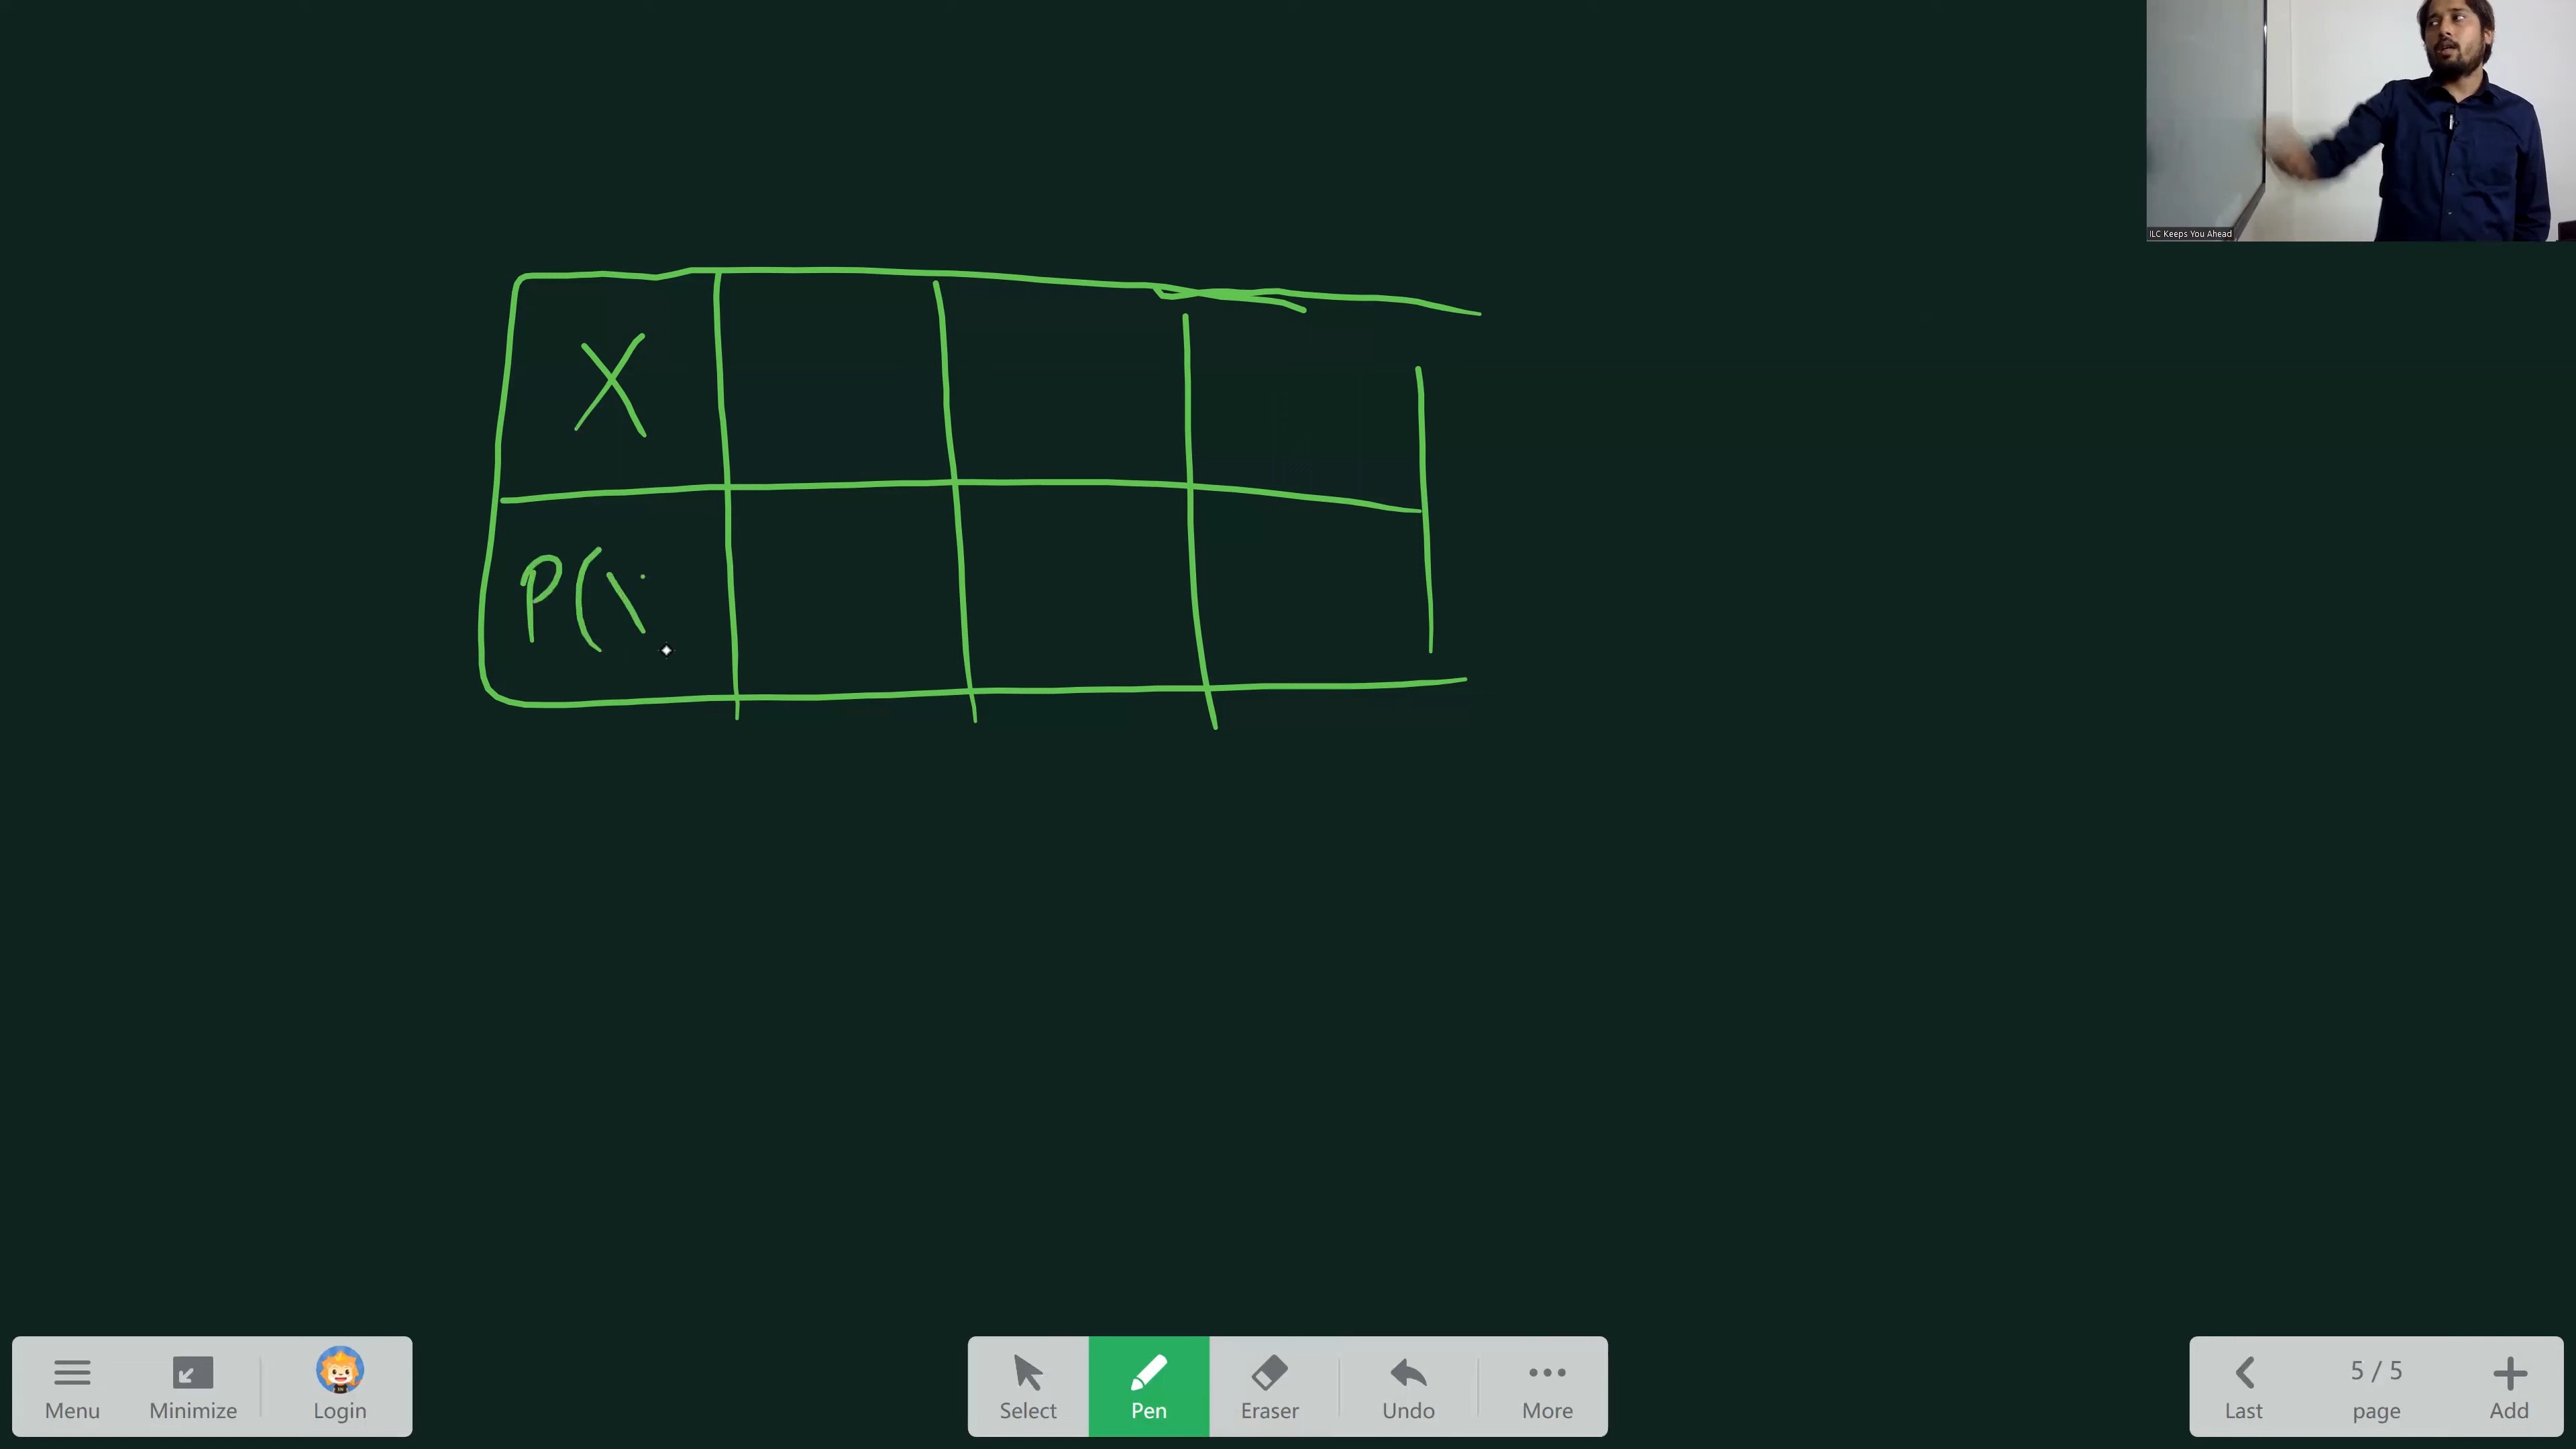 ILC Keeps You Ahead
X
P(
Menu
Minimize
Login
Select
Pen
Eraser
Undo
More
Last
5 / 5
page
Add